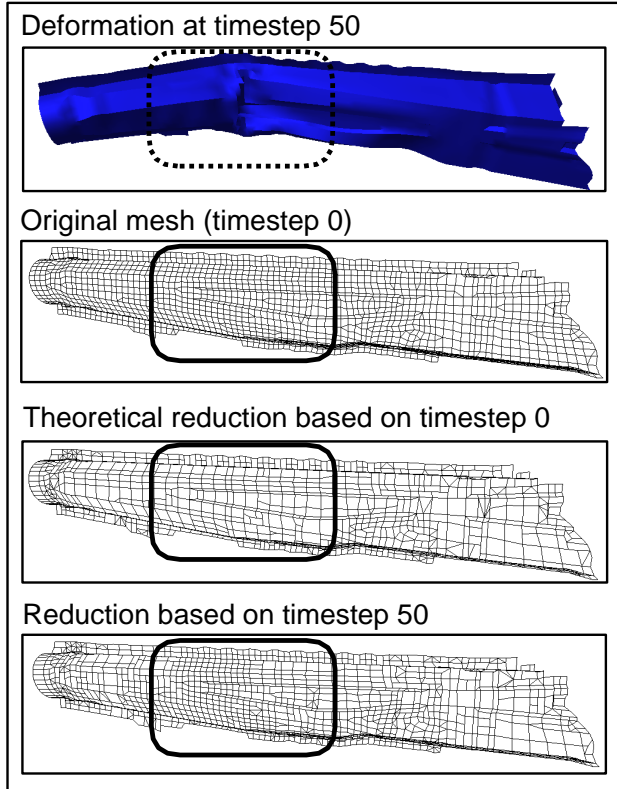 Deformation at timestep 50
Original mesh (timestep 0)
Theoretical reduction based on timestep 0
Reduction based on timestep 50